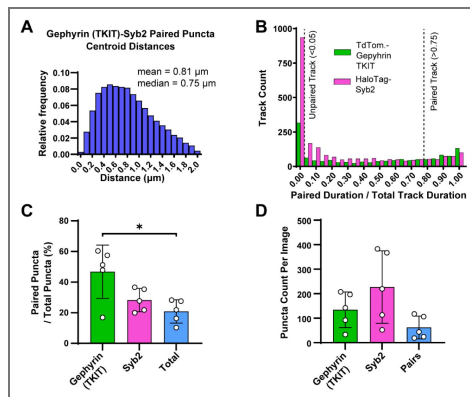 A
Gephyrin (TKIT)-Syb2 Paired Puncta
Centroid Distances
mean = 0.81 µm
median = 0.75 µm
Relative frequency
0.10
0.08
0.06
0.04
0.02
0.00
0.0 0.2 0.4 0.6 0.8 1.0 1.2 1.4 1.6 1.8 2.0
Distance (µm)
B
Track Count
1000
750
500
250
0
Unpaired Track (<0.05)
Paired Track (>0.75)
TdTom.-
Gepyhrin
TKIT
HaloTag-
Syb2
0.00 0.10 0.20 0.30 0.40 0.50 0.60 0.70 0.80 0.90 1.00
Paired Duration / Total Track Duration
C
Paired Puncta
/ Total Puncta (%)
80
60
40
20
0
*
Gephyrin
(TKIT)
Syb2
Total
D
Puncta Count Per Image
500
400
300
200
100
0
Gephyrin
(TKIT)
Syb2
Pairs